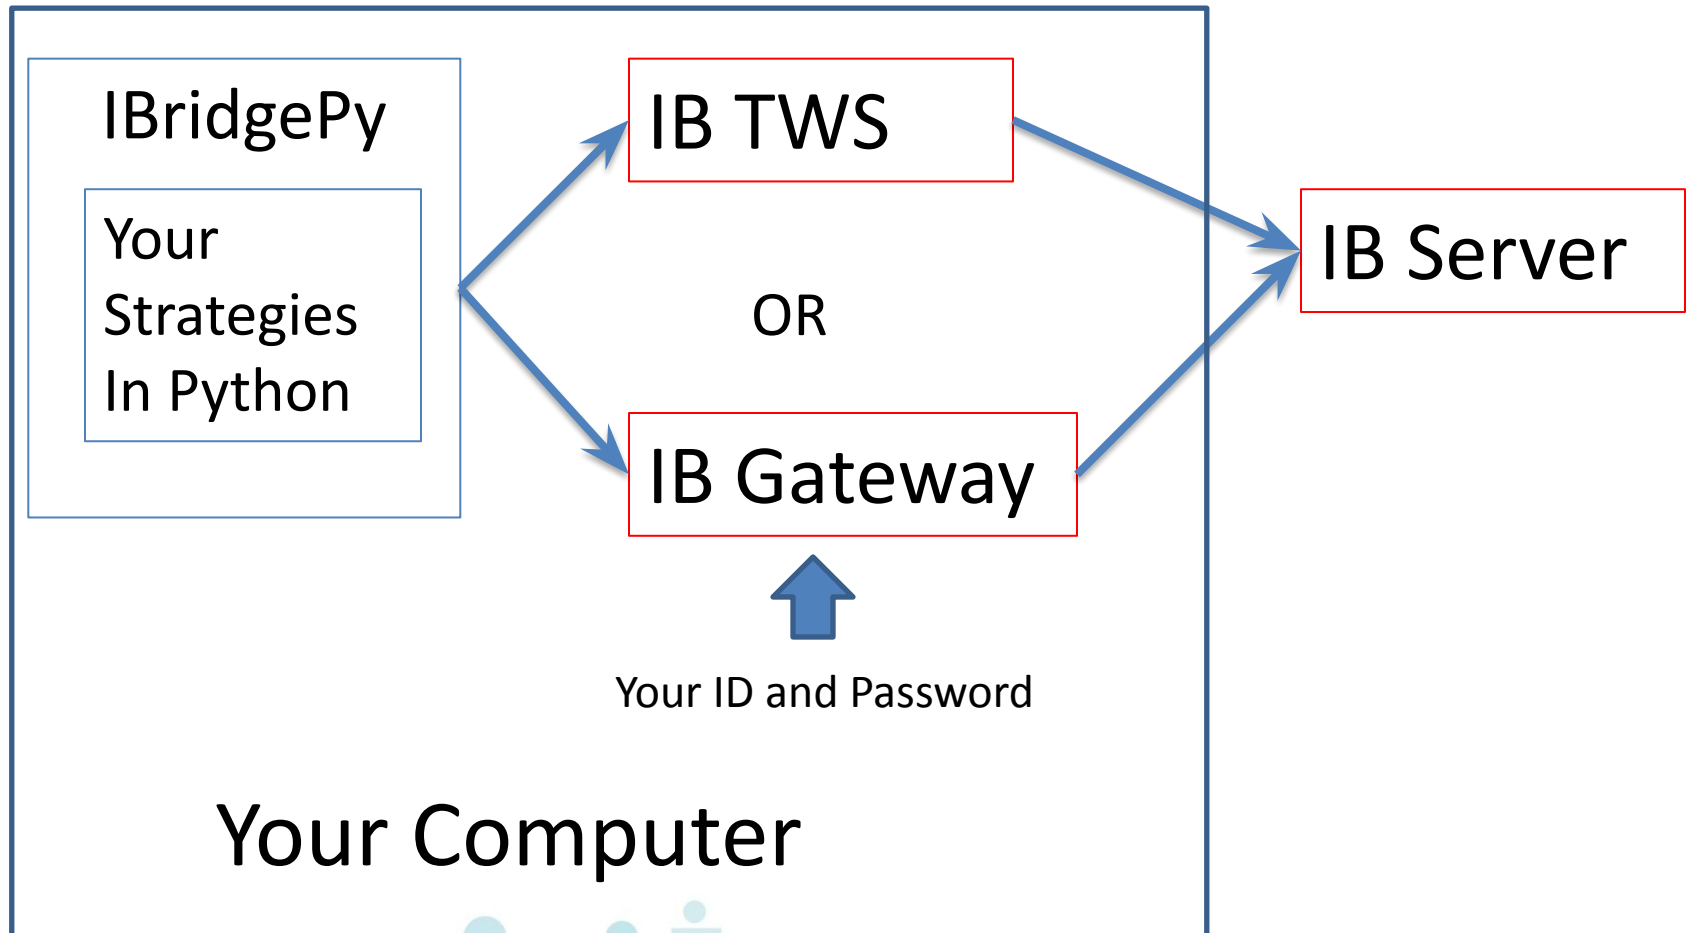 IBridgePy
Your
Strategies
In Python
IB TWS
OR
IB Gateway
IB Server
Your ID and Password
Your Computer